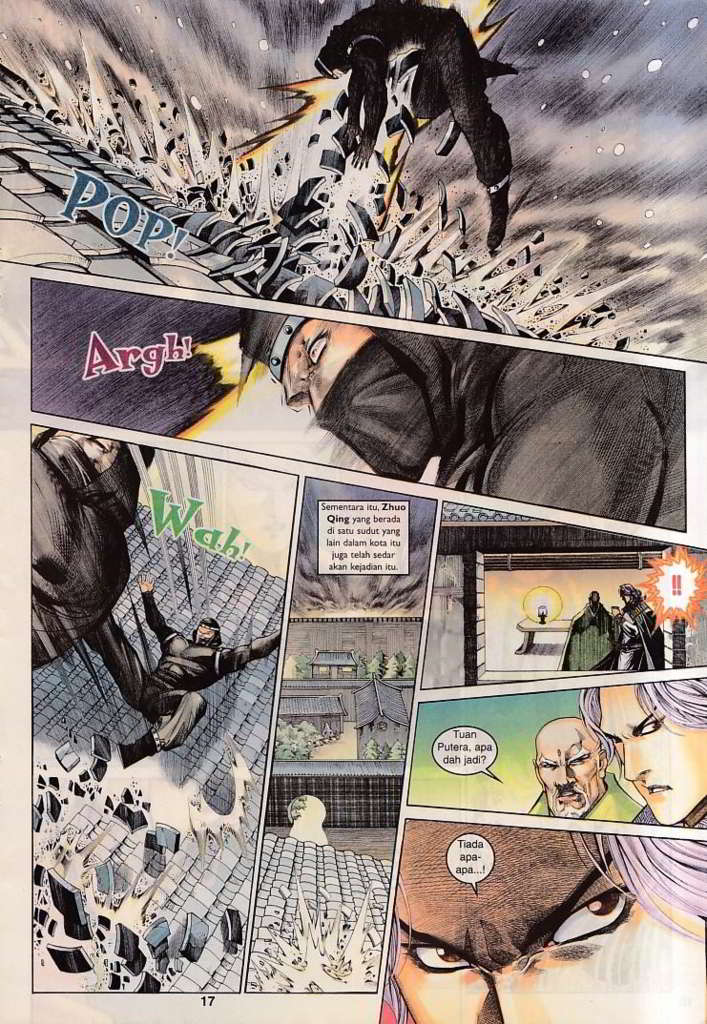 POP!
Argh!
Wah!
Sementara itu, Zhuo
Qing yang berada
di satu sudut yang
lain dalam kota itu
juga telah sedar
akan kejadian itu.
!!
Tuan
Putera, apa
dah jadi?
Tiada
apa-
apa...!
17